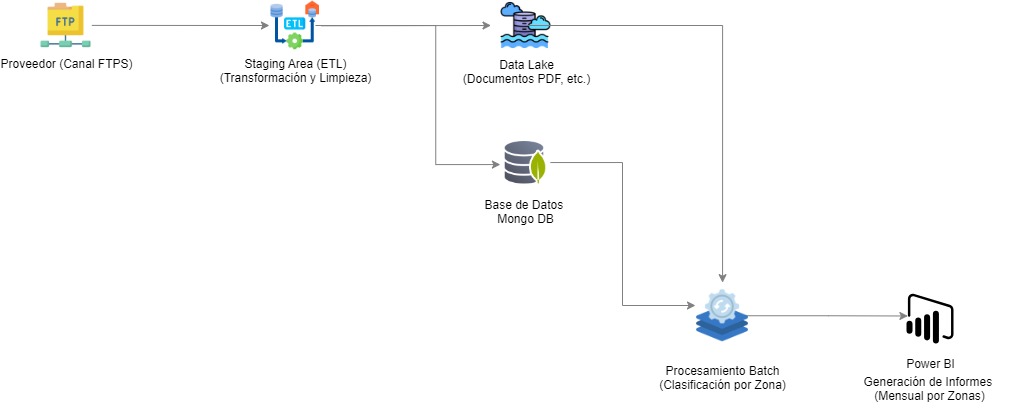 FTP
ETL
Proveedor (Canal FTPS)
Staging Area (ETL)
(Transformación y Limpieza)
Data Lake
(Documentos PDF, etc.)
Base de Datos
Mongo DB
Procesamiento Batch
(Clasificación por Zona)
Power BI
Generación de Informes
(Mensual por Zonas)